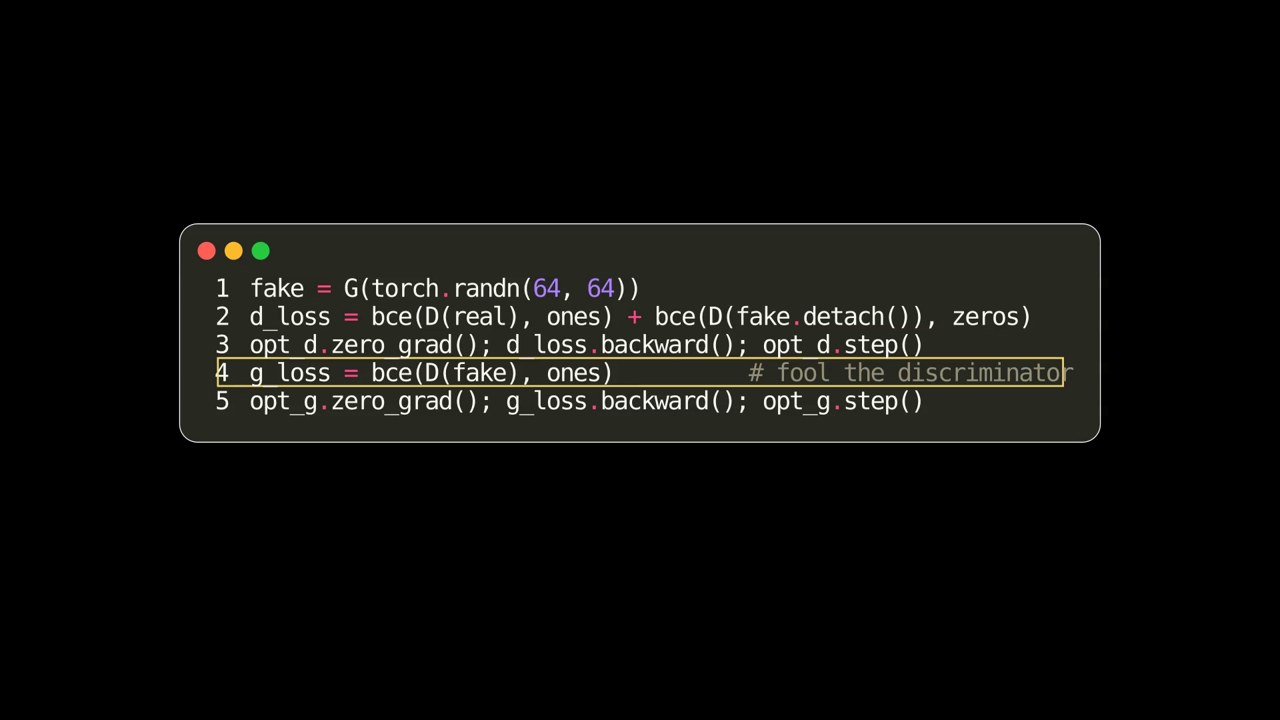 1 fake = G(torch.randn(64, 64))
2 d_loss = bce(D(real), ones) + bce(D(fake.detach()), zeros)
3 opt_d.zero_grad(); d_loss.backward(); opt_d.step()
4 g_loss = bce(D(fake), ones)          # fool the discriminator
5 opt_g.zero_grad(); g_loss.backward(); opt_g.step()